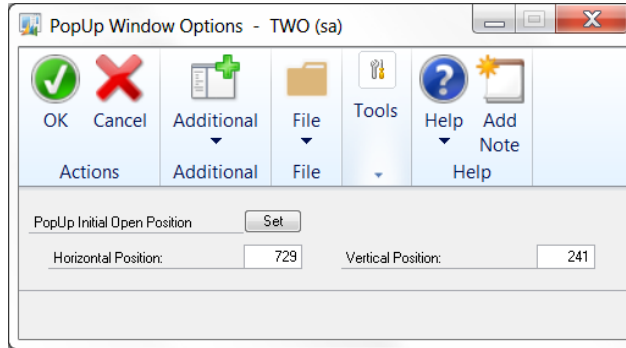 PopUp Window Options - TWO (sa)
OK Cancel Additional File Tools Help Add Note
Actions Additional File Help
PopUp Initial Open Position Set
Horizontal Position: 729 Vertical Position: 241